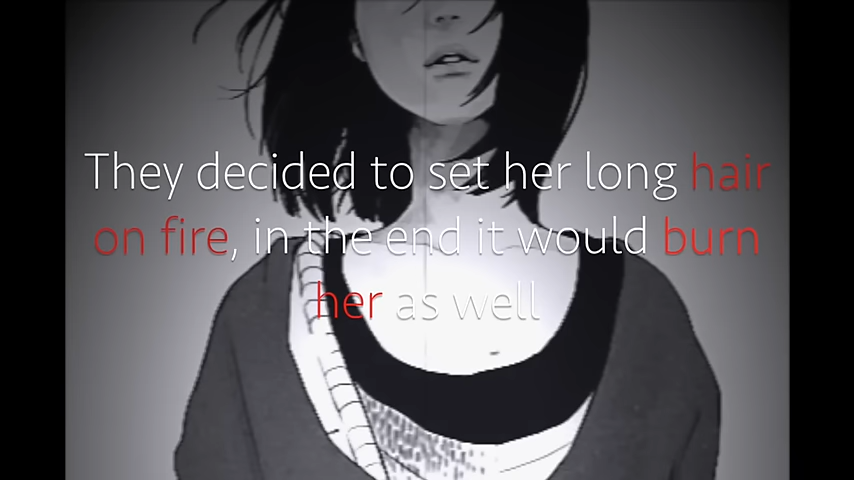 They decided to set her long hair
on fire, in the end it would burn
her as well